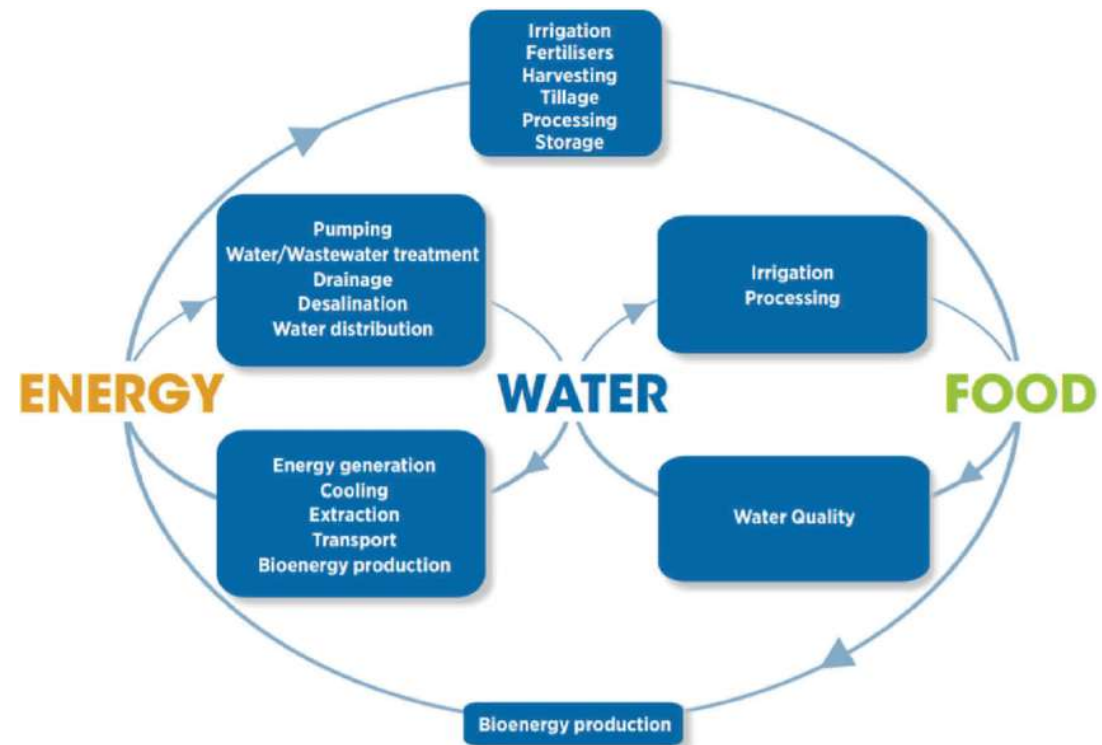 Irrigation
Fertilisers
Harvesting
Tillage
Processing
Storage
Pumping
Water/Wastewater treatment
Drainage
Desalination
Water distribution
Irrigation
Processing
ENERGY
WATER
FOOD
Energy generation
Cooling
Extraction
Transport
Bioenergy production
Water Quality
Bioenergy production